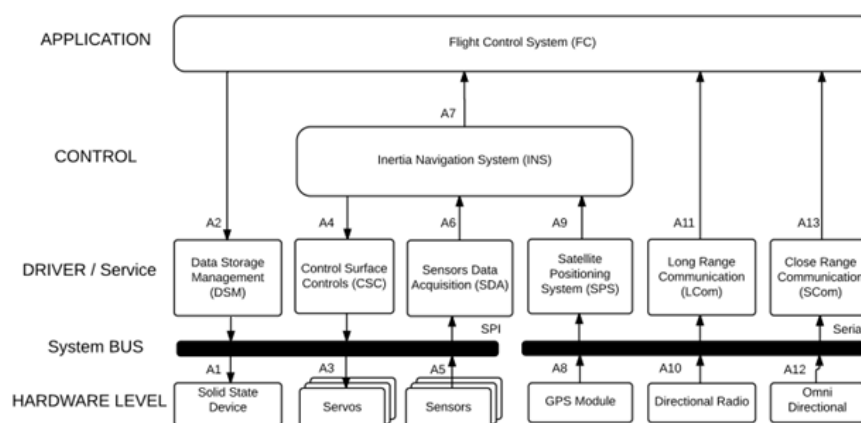 APPLICATION
Flight Control System (FC)
A7
CONTROL
Inertia Navigation System (INS)
A2
A4
A6
A9
A11
A13
DRIVER / Service
Data Storage
Management
(DSM)
Control Surface
Controls (CSC)
Sensors Data
Acquisition (SDA)
Satellite
Positioning
System (SPS)
Long Range
Communication
(LCom)
Close Range
Communication
(SCom)
SPI
Seria
System BUS
A1
A3
A5
A8
A10
A12
HARDWARE LEVEL
Solid State
Device
Servos
Sensors
GPS Module
Directional Radio
Omni
Directional